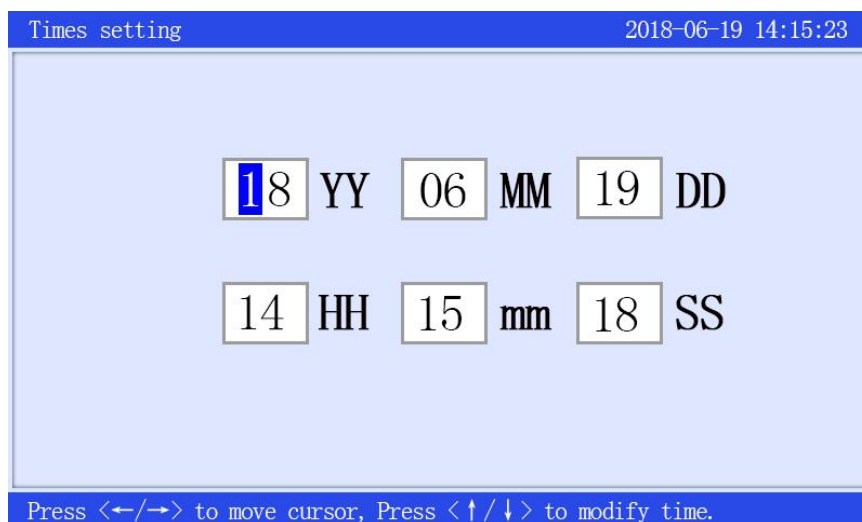 Times setting 2018-06-19 14:15:23
18 YY 06 MM 19 DD
14 HH 15 mm 18 SS
Press <←/→> to move cursor, Press <↑/↓> to modify time.